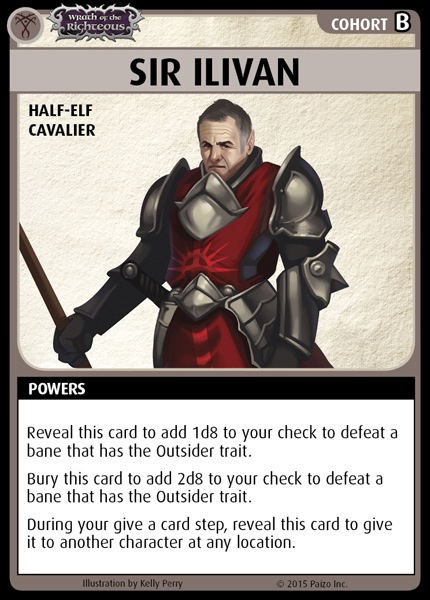 Wrath of the
Righteous
COHORT B
SIR ILIVAN
HALF-ELF
CAVALIER
POWERS
Reveal this card to add 1d8 to your check to defeat a
bane that has the Outsider trait.
Bury this card to add 2d8 to your check to defeat a
bane that has the Outsider trait.
During your give a card step, reveal this card to give
it to another character at any location.
Illustration by Kelly Perry © 2015 Paizo Inc.